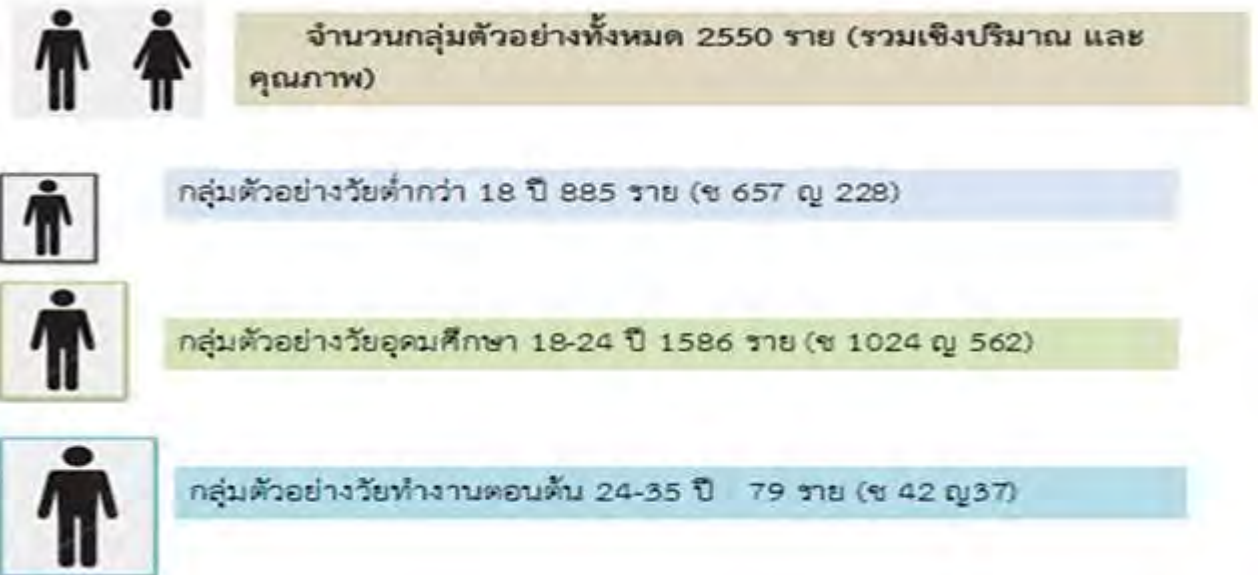 จำนวนกลุ่มตัวอย่างทั้งหมด 2550 ราย (รวมเชิงปริมาณ และ
คุณภาพ)
กลุ่มตัวอย่างวัยต่ำกว่า 18 ปี 885 ราย (ช 657 ญ 228)
กลุ่มตัวอย่างวัยอุดมศึกษา 18-24 ปี 1586 ราย (ช 1024 ญ 562)
กลุ่มตัวอย่างวัยทำงานตอนต้น 24-35 ปี 79 ราย (ช 42 ญ37)